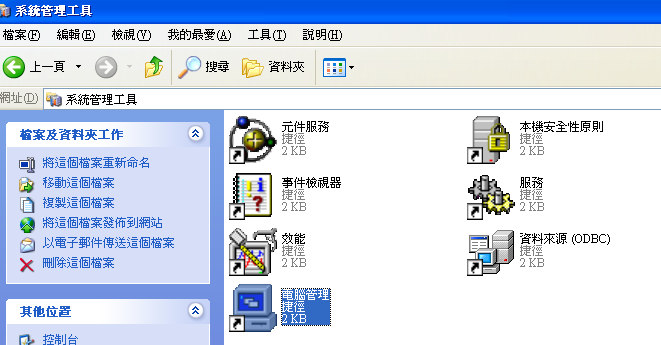 系統管理工具
檔案(F) 編輯(E) 檢視(V) 我的最愛(A) 工具(T) 說明(H)
上一頁 搜尋 資料夾
網址(D) 系統管理工具
檔案及資料夾工作
將這個檔案重新命名
移動這個檔案
複製這個檔案
將這個檔案發佈到網站
以電子郵件傳送這個檔案
刪除這個檔案
其他位置
控制台
元件服務
捷徑
2 KB
本機安全性原則
捷徑
2 KB
事件檢視器
捷徑
2 KB
服務
捷徑
2 KB
效能
捷徑
2 KB
資料來源 (ODBC)
捷徑
2 KB
電腦管理
捷徑
2 KB